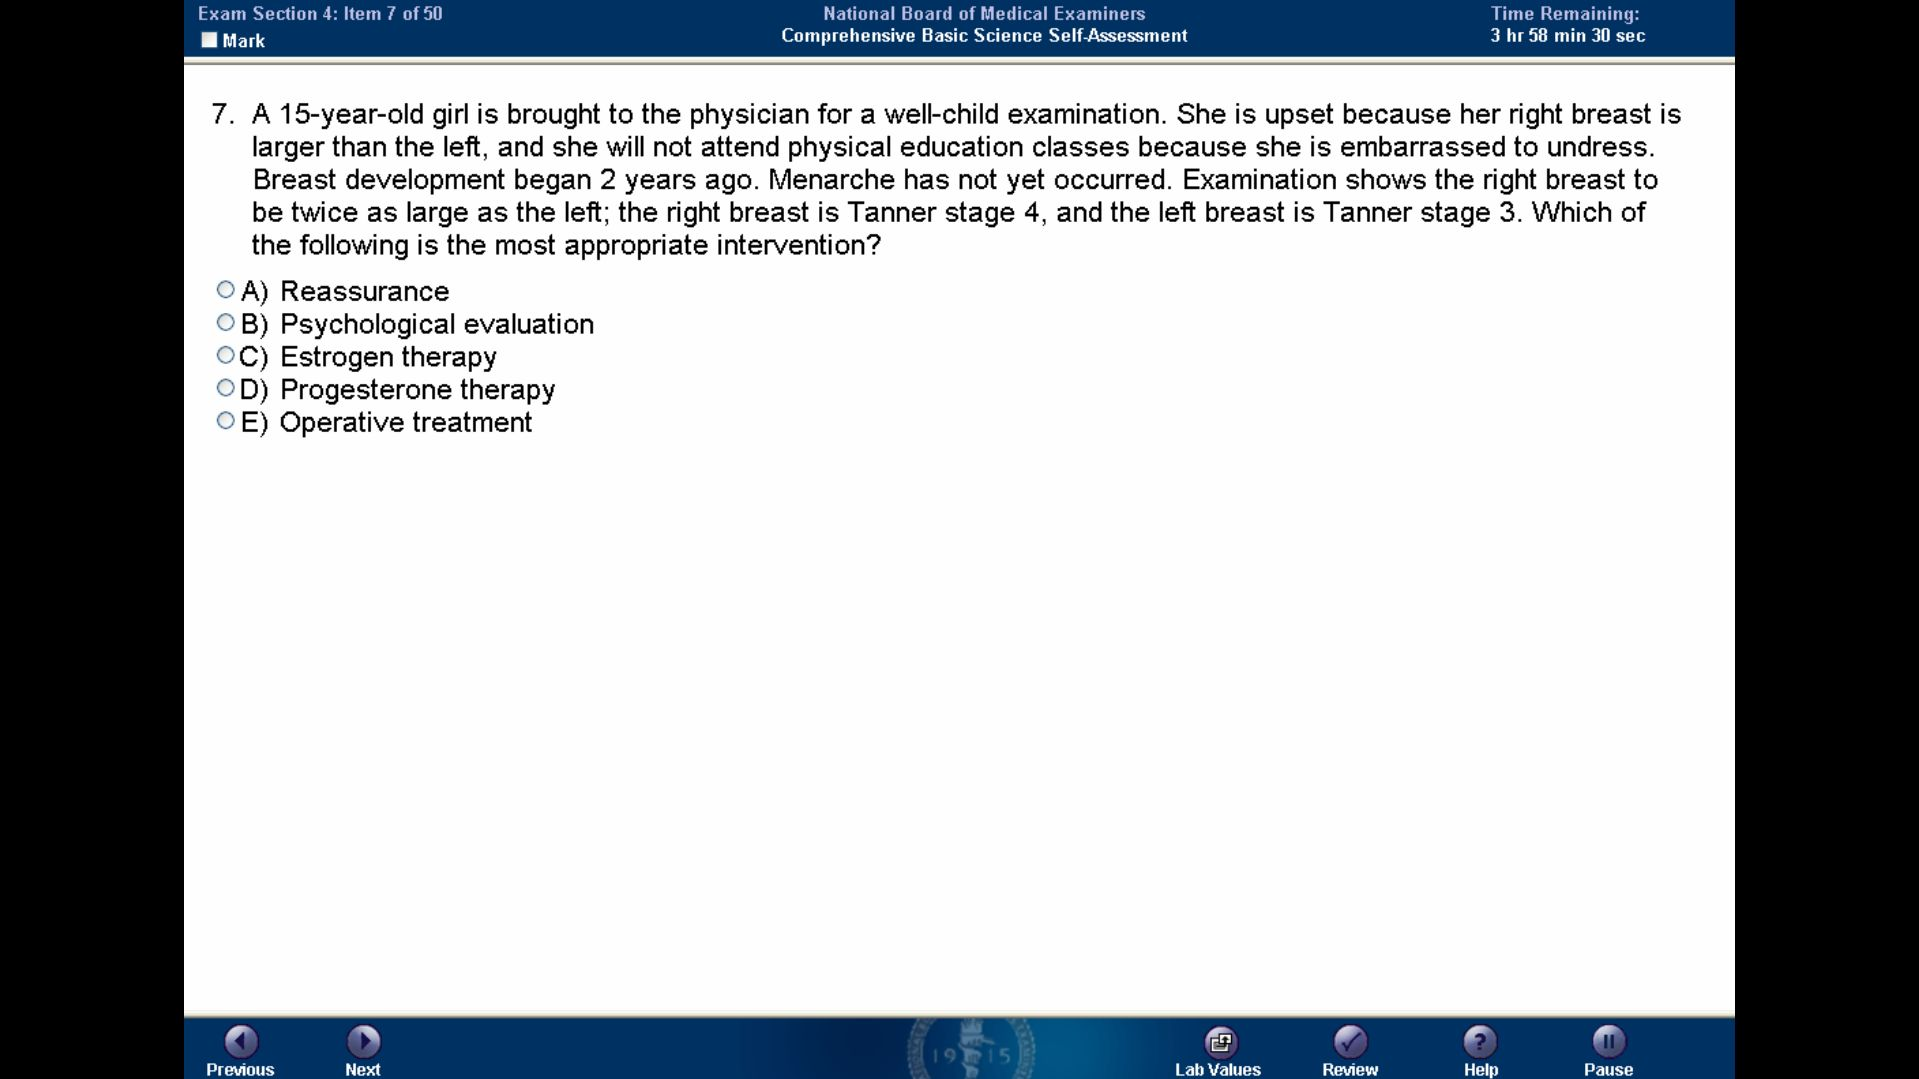 Exam Section 4: Item 7 of 50
National Board of Medical Examiners
Time Remaining:
Mark
Comprehensive Basic Science Self-Assessment
3 hr 58 min 30 sec
7. A 15-year-old girl is brought to the physician for a well-child examination. She is upset because her right breast is
larger than the left, and she will not attend physical education classes because she is embarrassed to undress.
Breast development began 2 years ago. Menarche has not yet occurred. Examination shows the right breast to
be twice as large as the left; the right breast is Tanner stage 4, and the left breast is Tanner stage 3. Which of
the following is the most appropriate intervention?
A) Reassurance
B) Psychological evaluation
C) Estrogen therapy
D) Progesterone therapy
E) Operative treatment
1915
Previous
Next
Lab Values
Review
Help
Pause